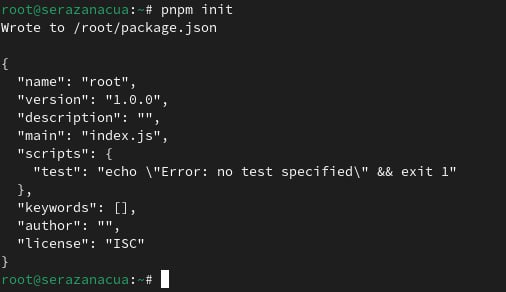 root@serazanacua:~# pnpm init
Wrote to /root/package.json

{
  "name": "root",
  "version": "1.0.0",
  "description": "",
  "main": "index.js",
  "scripts": {
    "test": "echo \"Error: no test specified\" && exit 1"
  },
  "keywords": [],
  "author": "",
  "license": "ISC"
}
root@serazanacua:~#